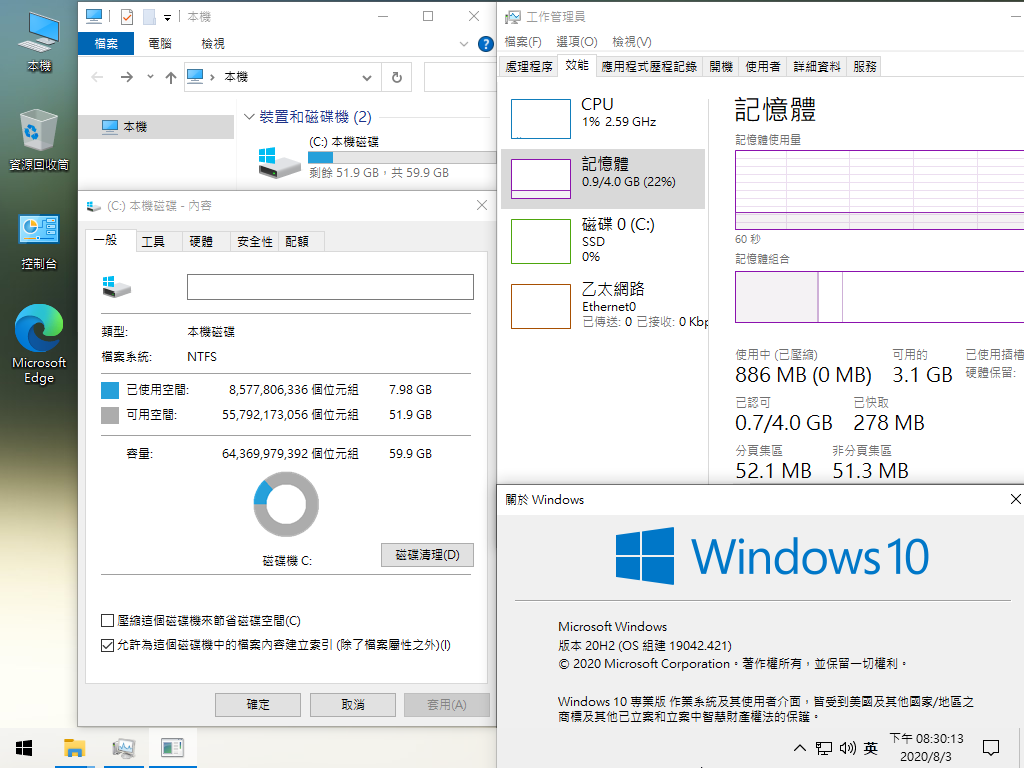 本機
資源回收筒
控制台
Microsoft
Edge
本機
檔案
電腦
檢視
本機
本機
裝置和磁碟機 (2)
(C:) 本機磁碟
剩餘 51.9 GB，共 59.9 GB
(C:) 本機磁碟 - 內容
一般
工具
硬體
安全性
配額
類型:
本機磁碟
檔案系統:
NTFS
已使用空間:
8,577,806,336 個位元組
7.98 GB
可用空間:
55,792,173,056 個位元組
51.9 GB
容量:
64,369,979,392 個位元組
59.9 GB
磁碟機 C:
磁碟清理(D)
壓縮這個磁碟機來節省磁碟空間(C)
允許為這個磁碟機中的檔案內容建立索引 (除了檔案屬性之外)(I)
確定
取消
套用(A)
工作管理員
檔案(F)
選項(O)
檢視(V)
處理程序
效能
應用程式歷程記錄
開機
使用者
詳細資料
服務
CPU
1% 2.59 GHz
記憶體
0.9/4.0 GB (22%)
磁碟 0 (C:)
SSD
0%
乙太網路
Ethernet0
已傳送: 0 已接收: 0 Kbp
記憶體
記憶體使用量
60 秒
記憶體組合
使用中 (已壓縮)
886 MB (0 MB)
可用的
3.1 GB
已使用插槽
硬體保留:
已認可
0.7/4.0 GB
已快取
278 MB
分頁集區
52.1 MB
非分頁集區
51.3 MB
關於 Windows
Windows 10
Microsoft Windows
版本 20H2 (OS 組建 19042.421)
© 2020 Microsoft Corporation。著作權所有，並保留一切權利。
Windows 10 專業版 作業系統及其使用者介面，皆受到美國及其他國家/地區之
商標及其他已立案和立案中智慧財產權法的保護。
英
下午 08:30:13
2020/8/3